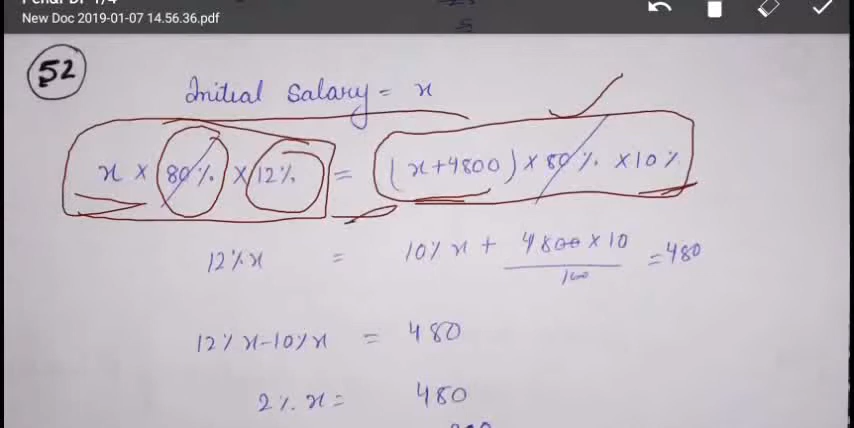 New Doc 2019-01-07 14.56.36.pdf
52
Initial Salary = x
x × 80% × 12% = (x+4800) × 80% × 10%
12% x = 10% x + 4800 × 10 / 100 = 480
12% x - 10% x = 480
2% x = 480